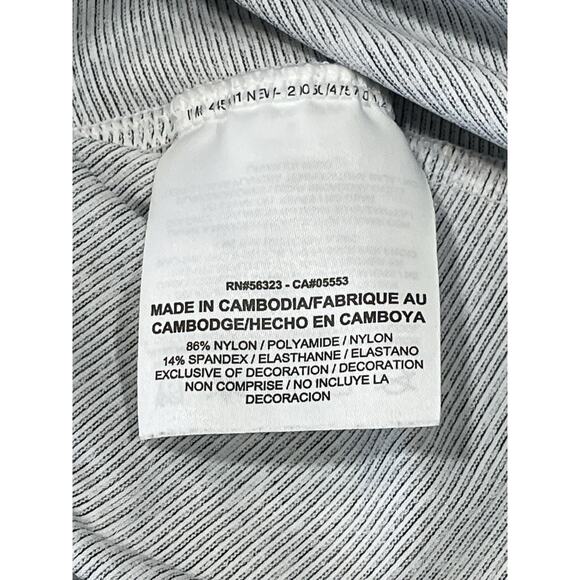 RN#56323 - CA#05553
MADE IN CAMBODIA/FABRIQUE AU
CAMBODGE/HECHO EN CAMBOYA
86% NYLON / POLYAMIDE / NYLON
14% SPANDEX / ELASTHANNE / ELASTANO
EXCLUSIVE OF DECORATION / DECORATION
NON COMPRISE / NO INCLUYE LA
DECORACION